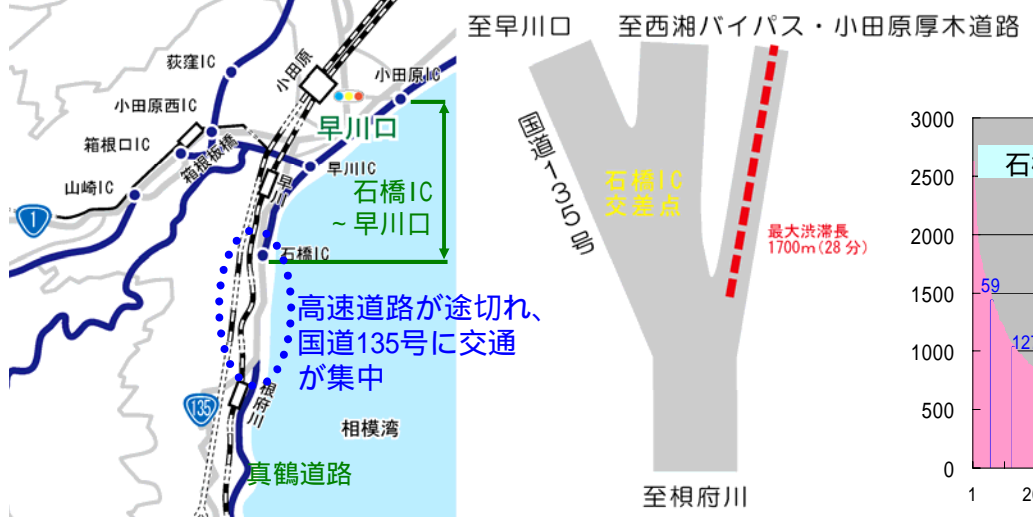 荻窪IC
小田原
小田原IC
小田原西IC
早川口
箱根口IC
箱根板橋
早川IC
山崎IC
早川
石橋IC
~早川口
1
石橋IC
高速道路が途切れ、
国道135号に交通
が集中
135
根府川
相模湾
真鶴道路
至早川口
至西湘バイパス・小田原厚木道路
国道135号
石橋IC
交差点
最大渋滞長
1700m(28分)
至根府川
3000
2500
2000
1500
1000
500
0
石
59
127
1